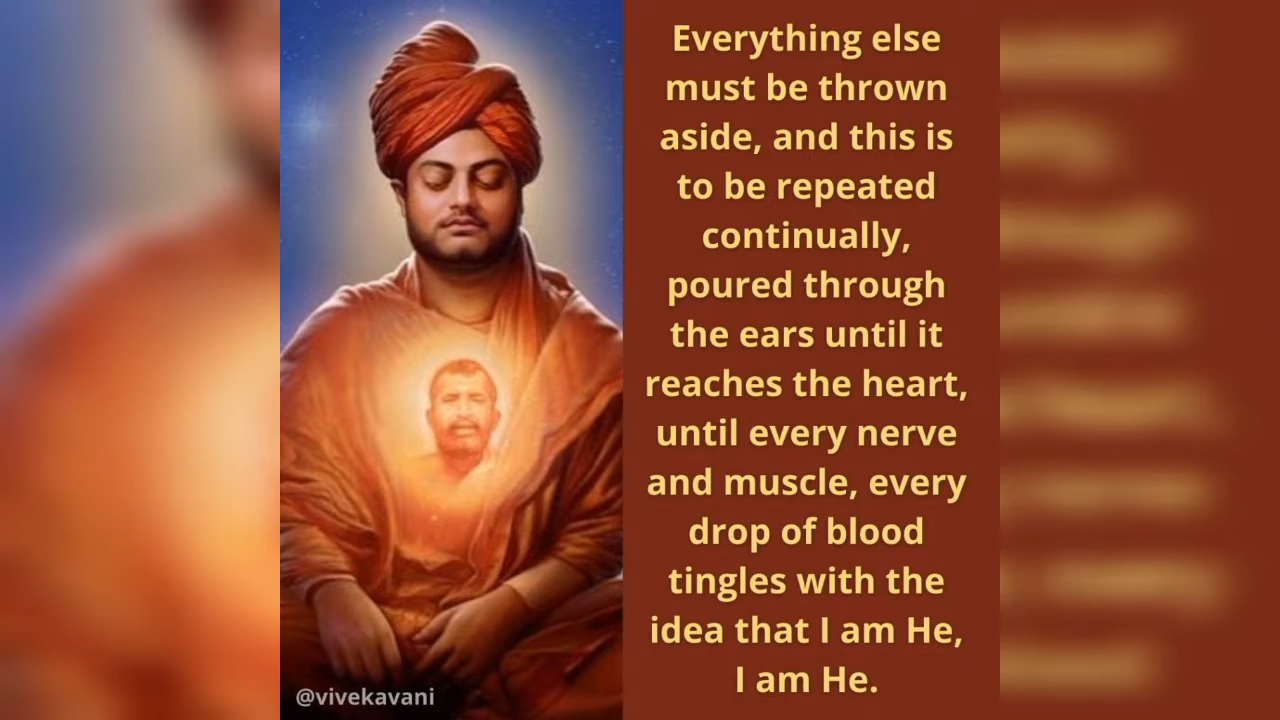 Everything else
must be thrown
aside, and this is
to be repeated
continually,
poured through
the ears until it
reaches the heart,
until every nerve
and muscle, every
drop of blood
tingles with the
idea that I am He,
I am He.
@vivekavani